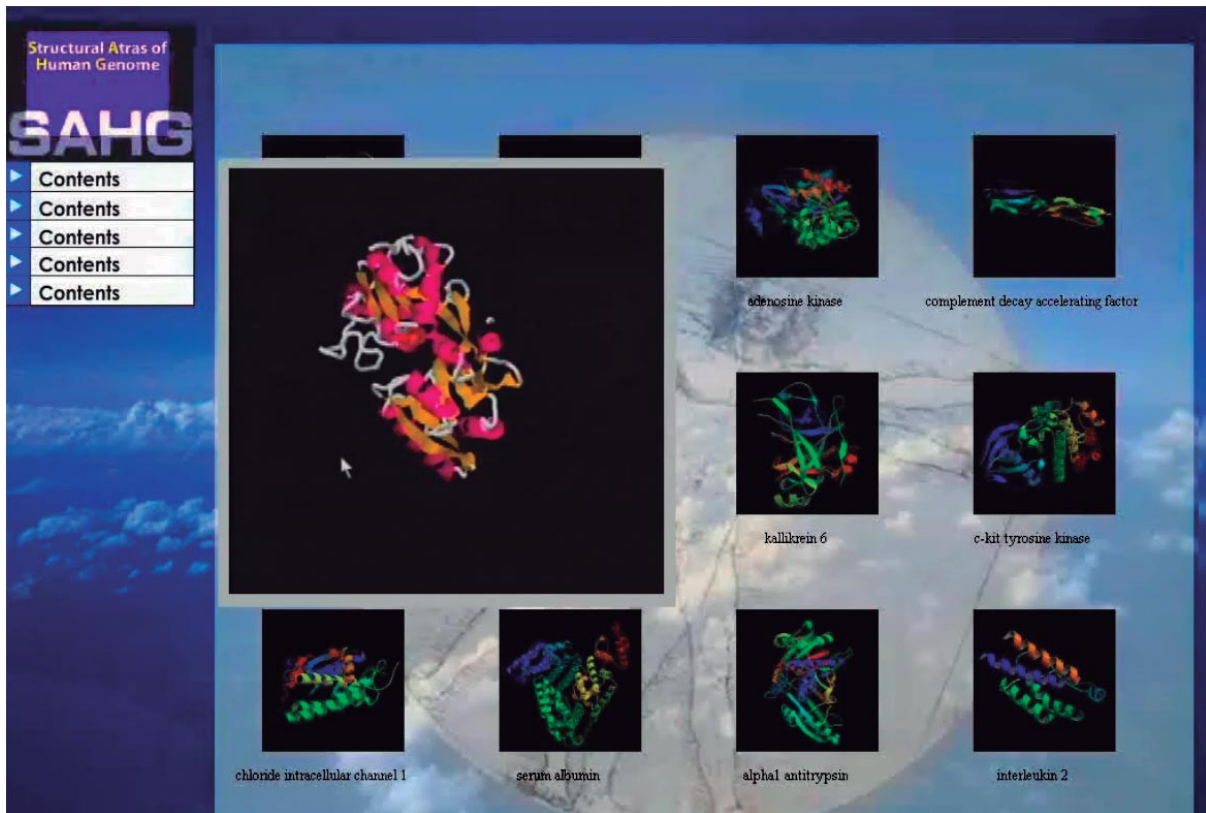 Structural Atras of
Human Genome
SAHG
Contents
Contents
Contents
Contents
Contents
adenosine kinase
complement decay accelerating factor
kallikrein 6
c-kit tyrosine kinase
chloride intracellular channel 1
serum albumin
alpha1 antitrypsin
interleukin 2